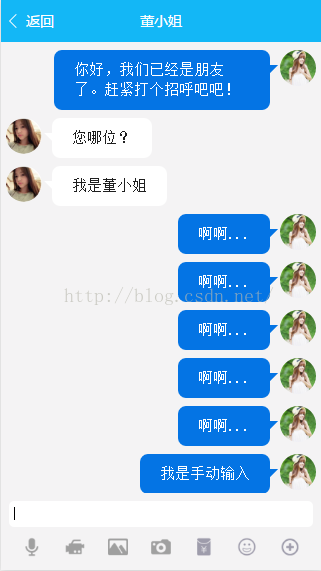 返回 董小姐
你好，我们已经是朋友
了。赶紧打个招呼吧吧！
您哪位？
我是董小姐
啊啊...
啊啊...
http://blog.csdn.net/
啊啊...
啊啊...
啊啊...
我是手动输入